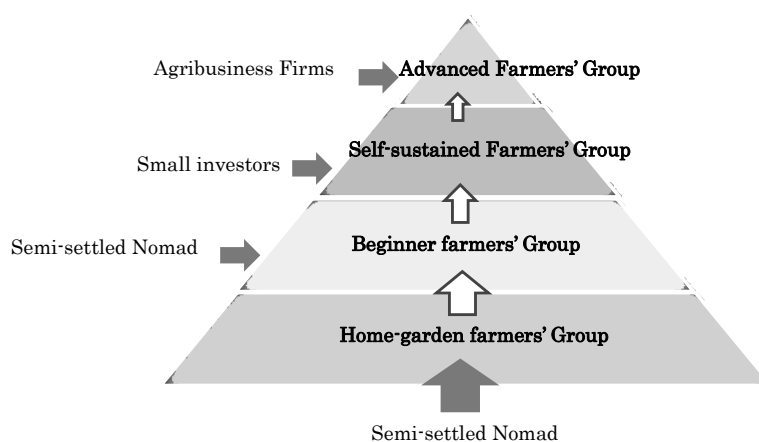 Agribusiness Firms
Advanced Farmers' Group
Small investors
Self-sustained Farmers' Group
Semi-settled Nomad
Beginner farmers' Group
Home-garden farmers' Group
Semi-settled Nomad